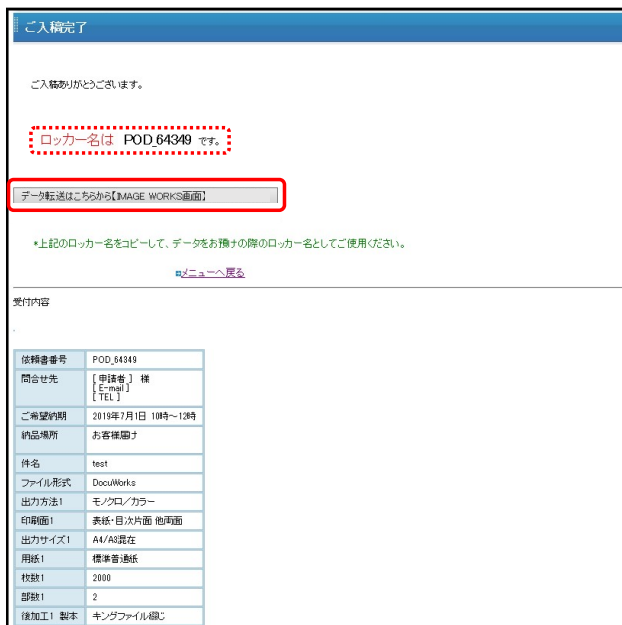 ご入稿完了
ご入稿ありがとうございます。
ロッカー名は POD_64349 です。
データ転送はこちらから【IMAGE WORKS画面】
*上記のロッカー名をコピーして、データをお預けの際のロッカー名としてご使用ください。
メニューへ戻る
受付内容
依頼書番号 POD_64349
問合せ先 [ 申請者 ] 様
[ E-mail ]
[ TEL ]
ご希望納期 2019年7月1日 10時～12時
納品場所 お客様届け
件名 test
ファイル形式 DocuWorks
出力方法1 モノクロ／カラー
印刷面1 表紙・目次片面 他両面
出力サイズ1 A4/A3混在
用紙1 標準普通紙
枚数1 2000
部数1 2
後加工1 製本 キングファイル綴じ